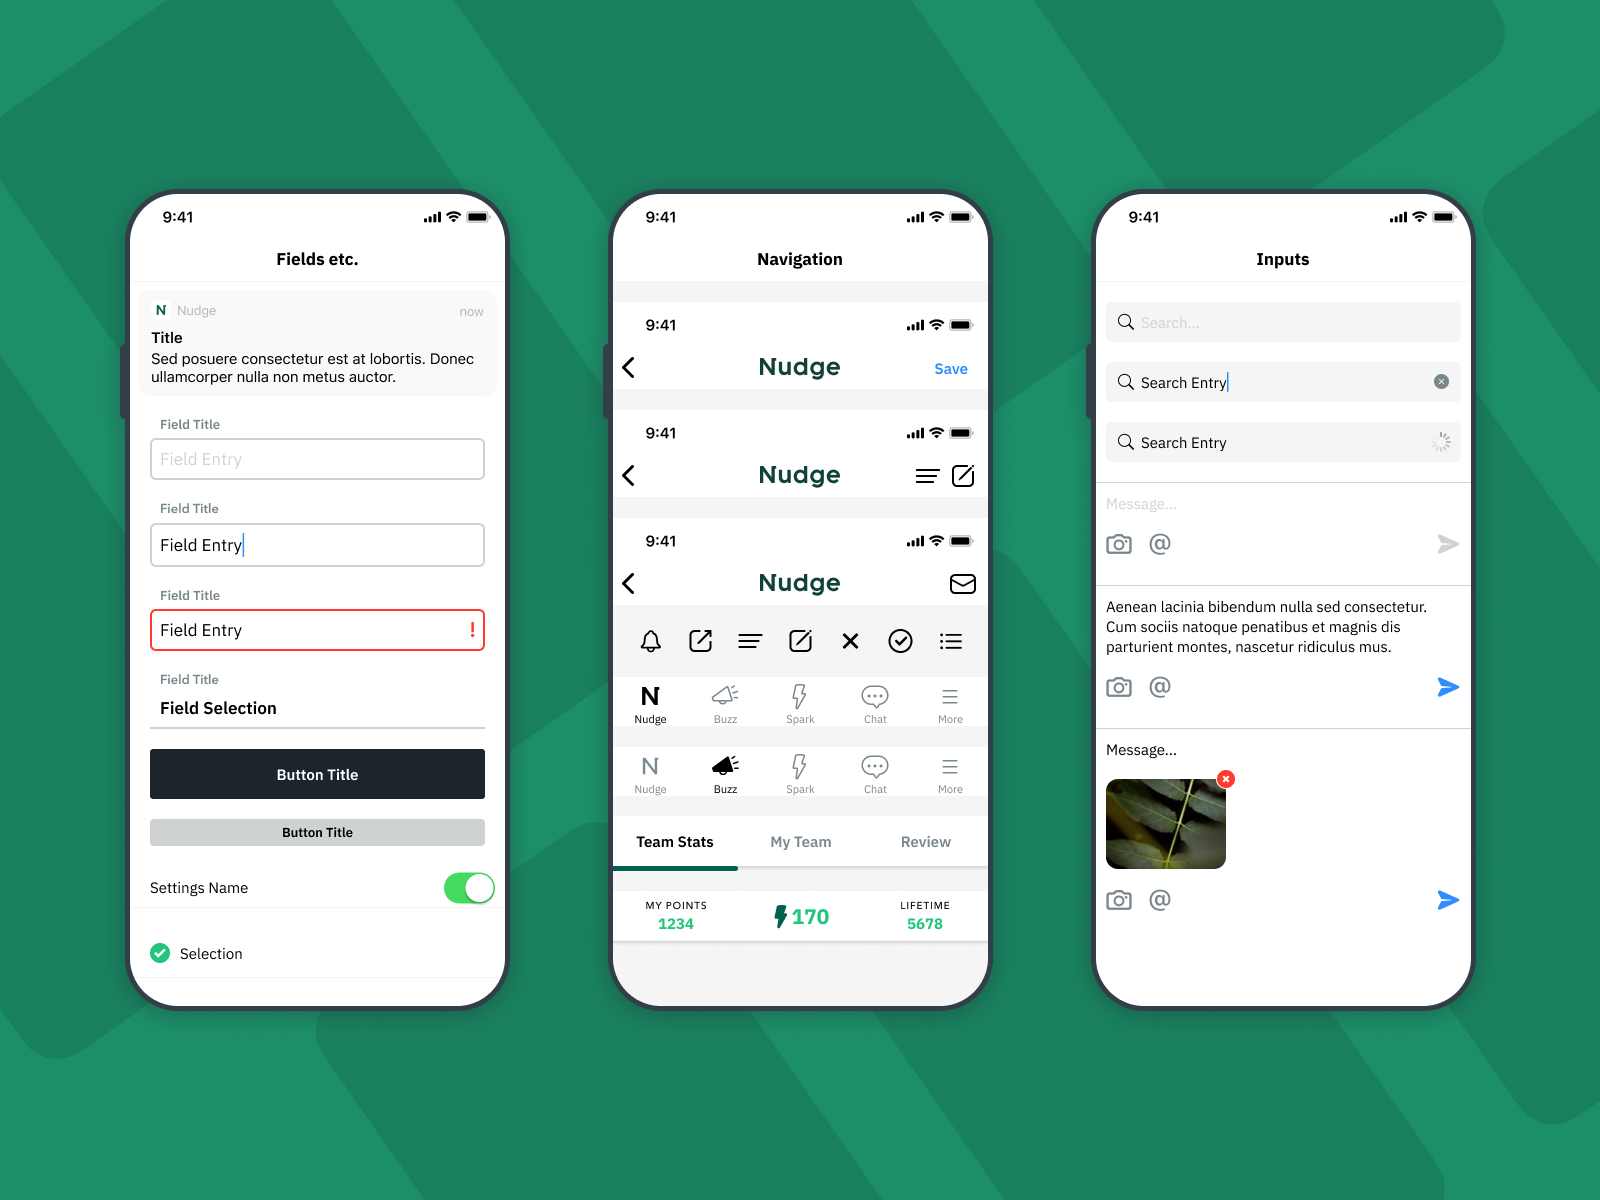 9:41
Fields etc.
N Nudge
now
Title
Sed posuere consectetur est at lobortis. Donec
ullamcorper nulla non metus auctor.
Field Title
Field Entry
Field Title
Field Entry
Field Title
Field Entry !
Field Title
Field Selection
Button Title
Button Title
Settings Name
Selection
9:41
Navigation
9:41
Nudge
Save
9:41
Nudge
9:41
Nudge
N
Nudge Buzz Spark Chat More
N
Nudge Buzz Spark Chat More
Team Stats My Team Review
MY POINTS
1234
170
LIFETIME
5678
9:41
Inputs
Search...
Search Entry
Search Entry
Message...
@
Aenean lacinia bibendum nulla sed consectetur.
Cum sociis natoque penatibus et magnis dis
parturient montes, nascetur ridiculus mus.
@
Message...
@